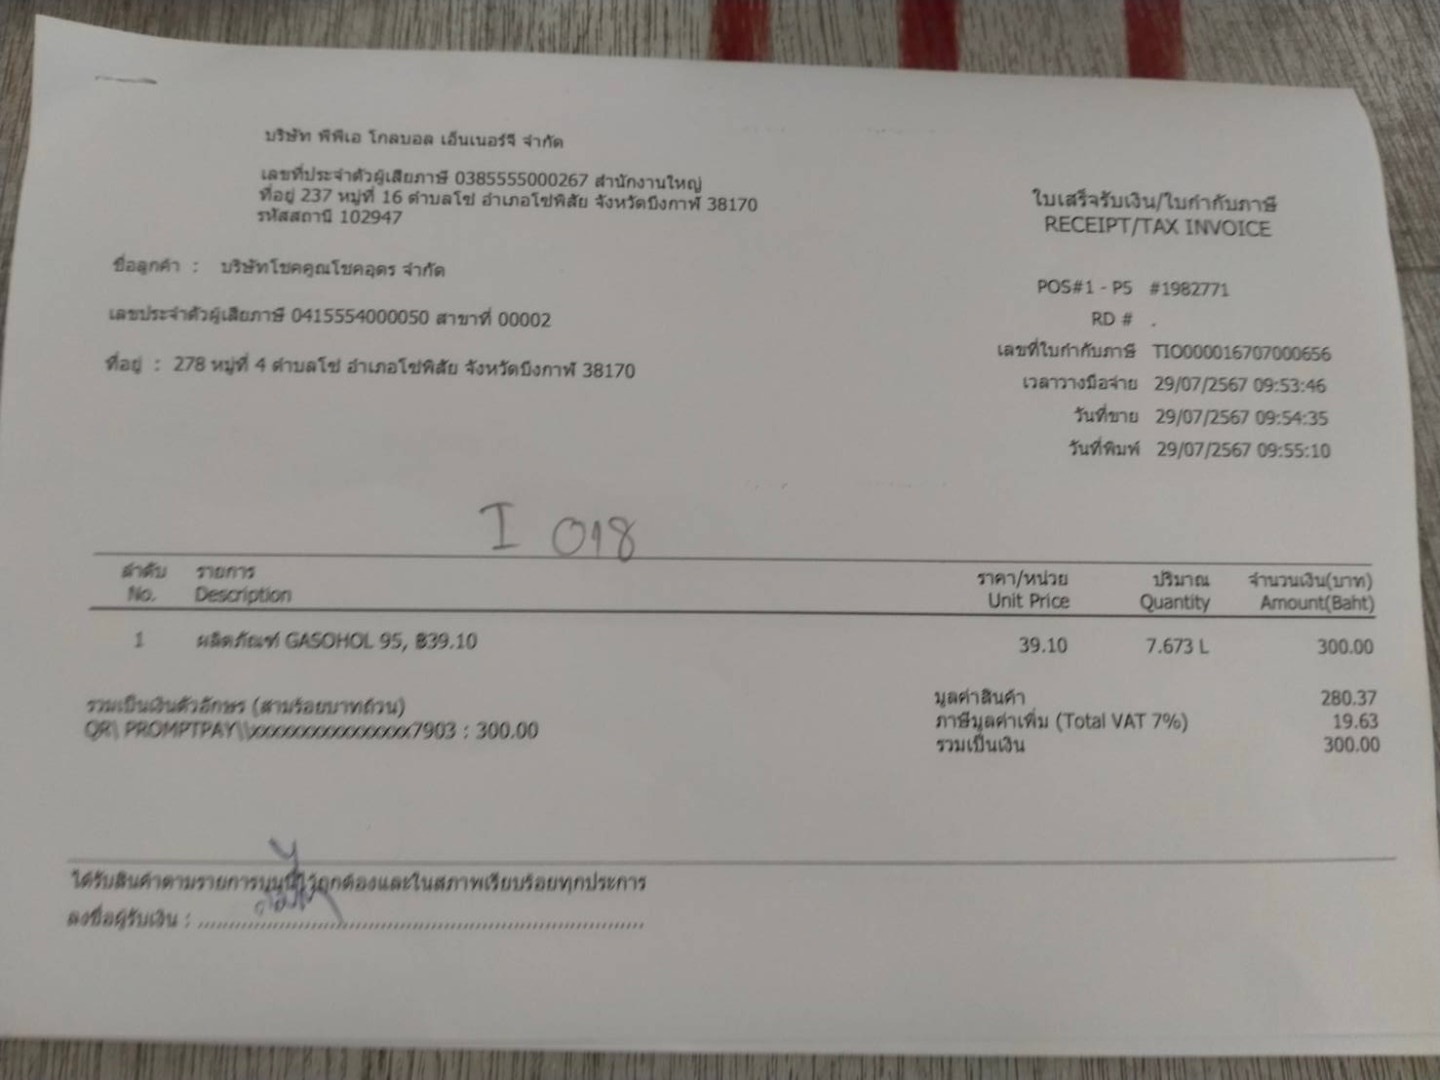 บริษัท พีพีเอ โกลบอล เอ็นเนอร์จี จำกัด
เลขที่ประจำตัวผู้เสียภาษี 0385555000267 สำนักงานใหญ่
ที่อยู่ 237 หมู่ที่ 16 ตำบลโซ่ อำเภอโซ่พิสัย จังหวัดบึงกาฬ 38170
รหัสสถานี 102947
ใบเสร็จรับเงิน/ใบกำกับภาษี
RECEIPT/TAX INVOICE
ชื่อลูกค้า : บริษัทโชคคูณโชคอุดร จำกัด
เลขประจำตัวผู้เสียภาษี 0415554000050 สาขาที่ 00002
ที่อยู่ : 278 หมู่ที่ 4 ตำบลโซ่ อำเภอโซ่พิสัย จังหวัดบึงกาฬ 38170
POS#1 - P5 #1982771
RD # .
เลขที่ใบกำกับภาษี TIO000016707000656
เวลาวางมือจ่าย 29/07/2567 09:53:46
วันที่ขาย 29/07/2567 09:54:35
วันที่พิมพ์ 29/07/2567 09:55:10
I 018
ลำดับ รายการ ราคา/หน่วย ปริมาณ จำนวนเงิน(บาท)
No. Description Unit Price Quantity Amount(Baht)
1 ผลิตภัณฑ์ GASOHOL 95, ฿39.10 39.10 7.673 L 300.00
รวมเป็นเงินตัวอักษร (สามร้อยบาทถ้วน)
QR\ PROMPTPAY\\xxxxxxxxxxxxxxxx7903 : 300.00
มูลค่าสินค้า 280.37
ภาษีมูลค่าเพิ่ม (Total VAT 7%) 19.63
รวมเป็นเงิน 300.00
ได้รับสินค้าตามรายการบนนี้ไว้ถูกต้องและในสภาพเรียบร้อยทุกประการ
ลงชื่อผู้รับเงิน :